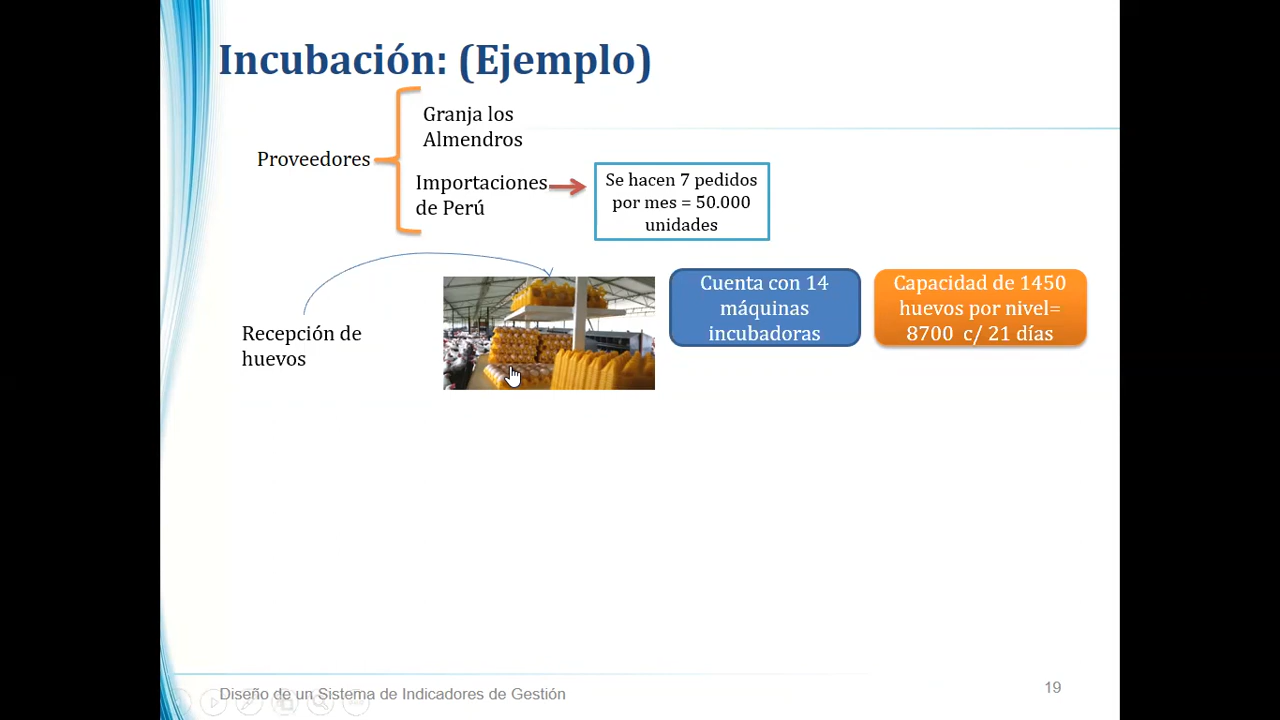 Incubación: (Ejemplo)
Granja los
Almendros
Proveedores
Importaciones
de Perú
Se hacen 7 pedidos
por mes = 50.000
unidades
Recepción de
huevos
Cuenta con 14
máquinas
incubadoras
Capacidad de 1450
huevos por nivel=
8700  c/ 21 días
Diseño de un Sistema de Indicadores de Gestión
19